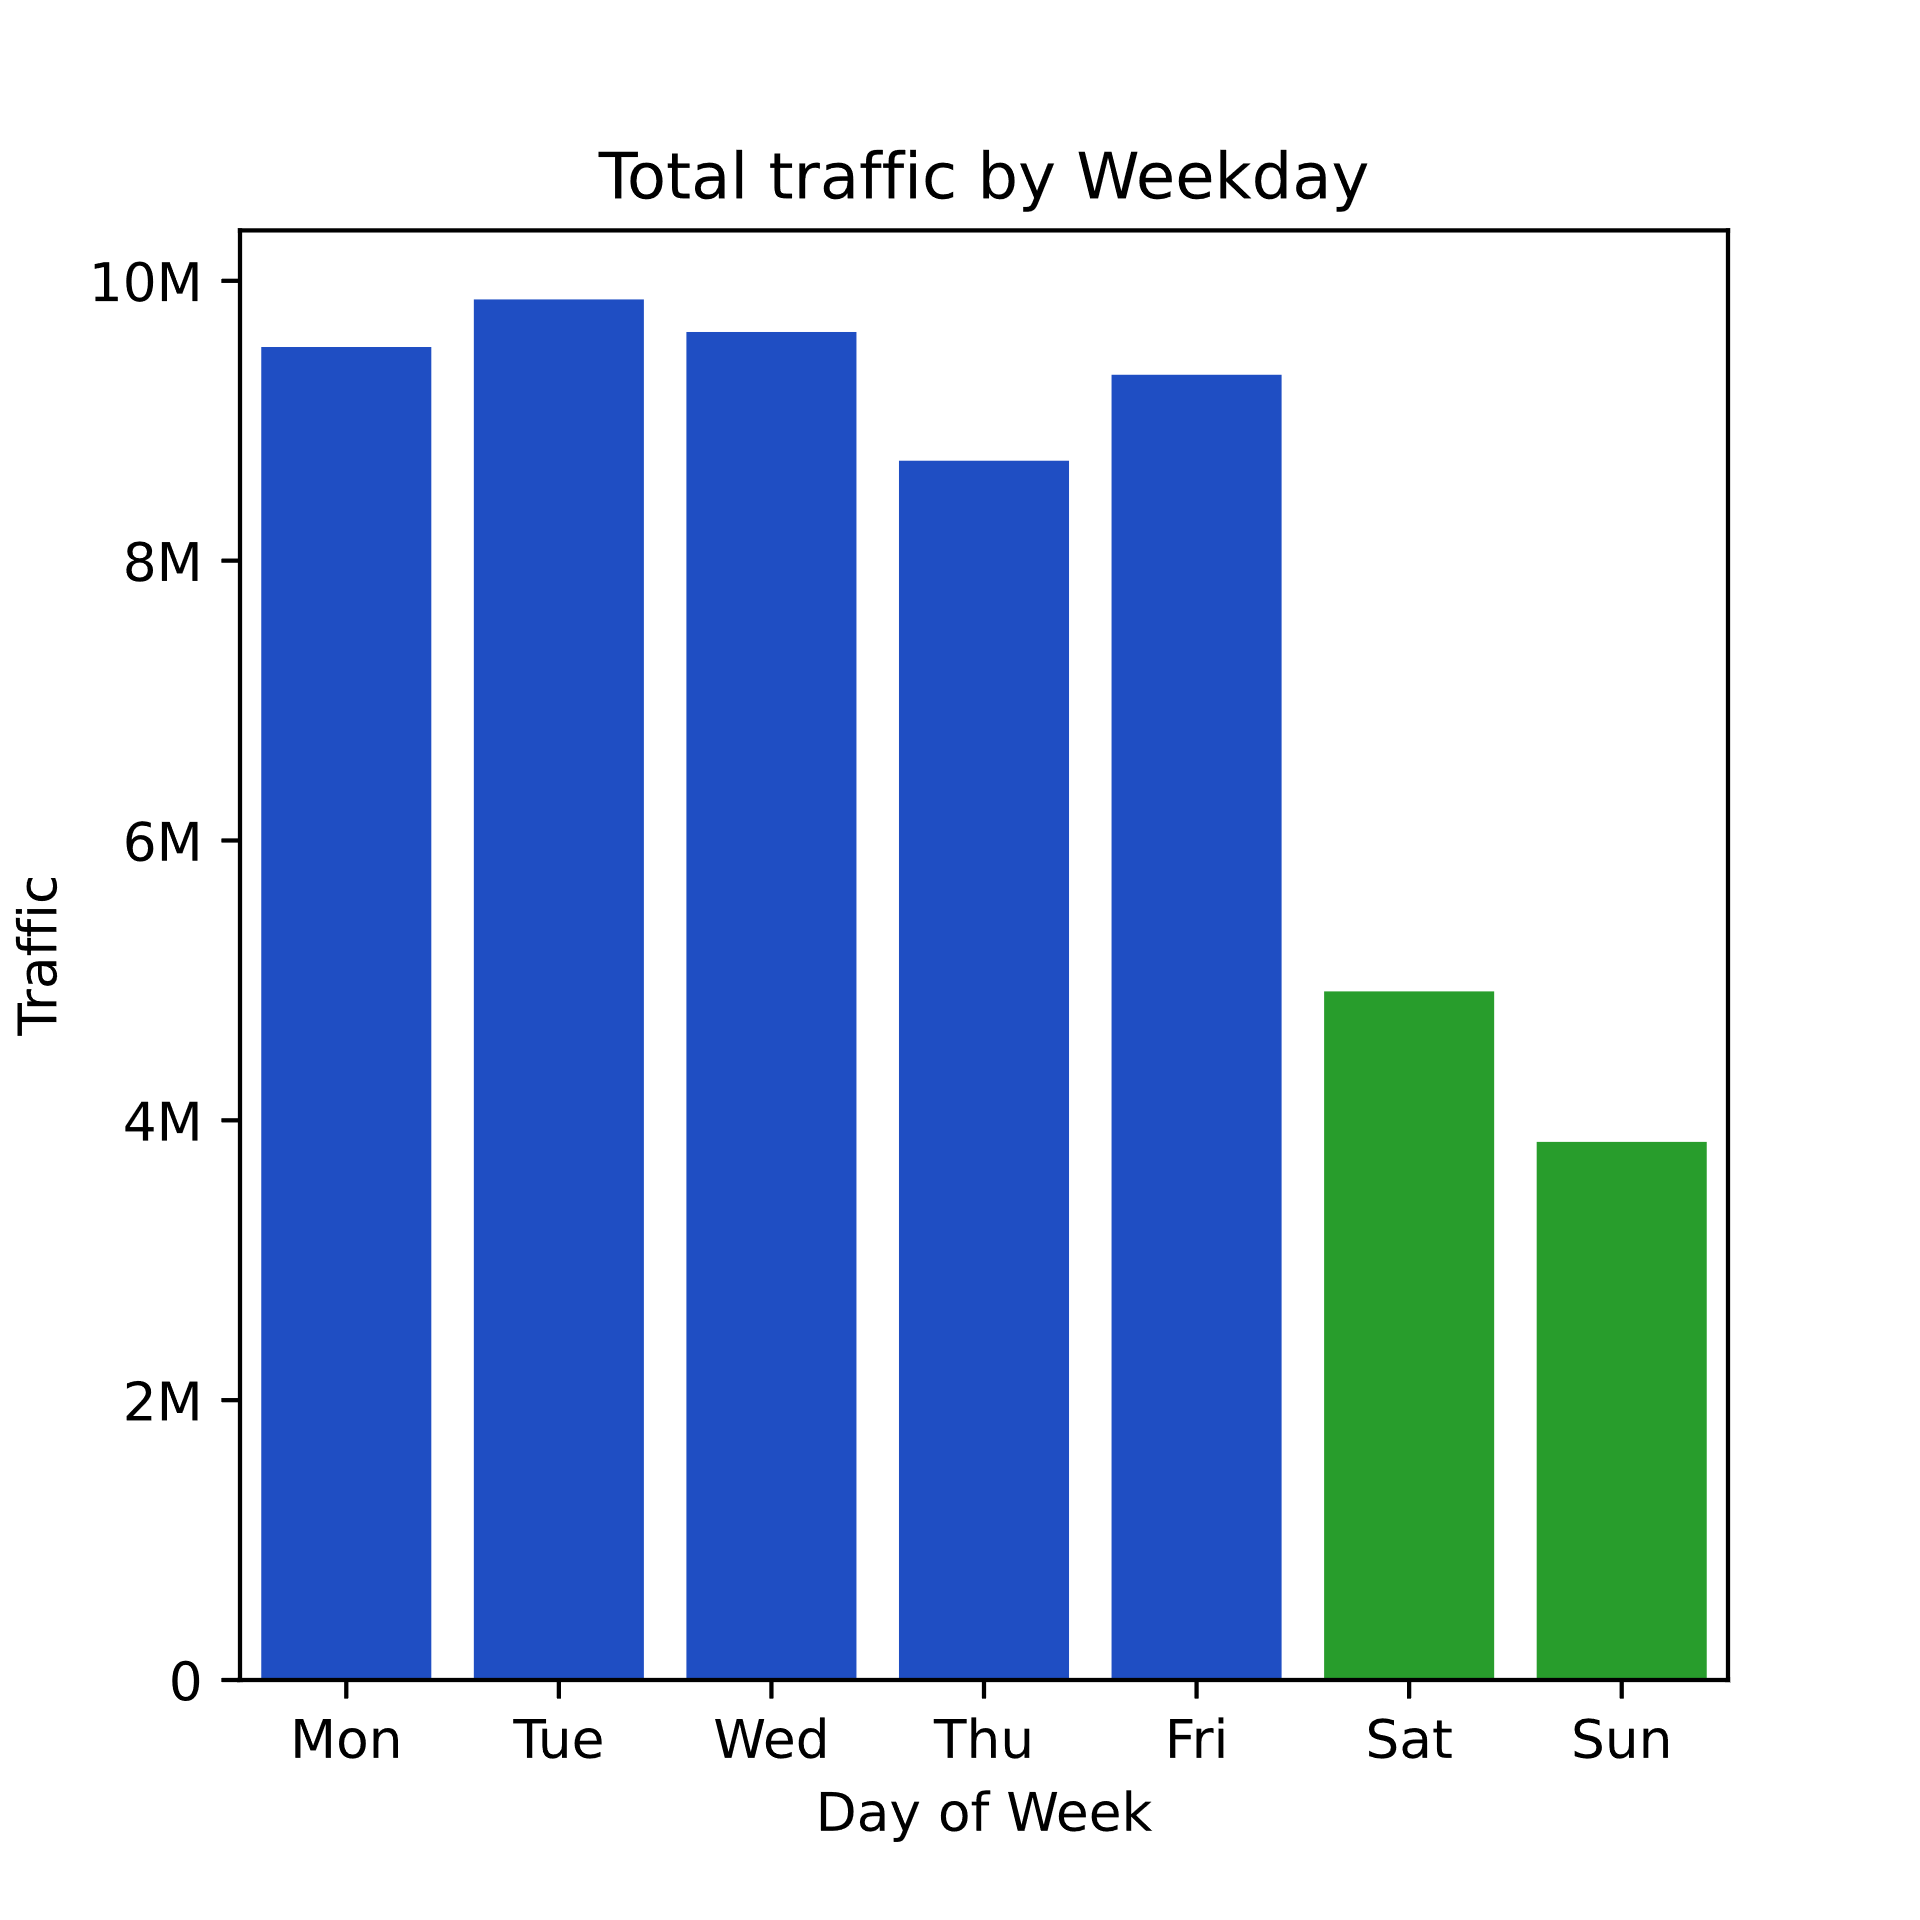 Total traffic by Weekday
10M
8M
6M
4M
2M
0
Traffic
Mon Tue Wed Thu Fri Sat Sun
Day of Week